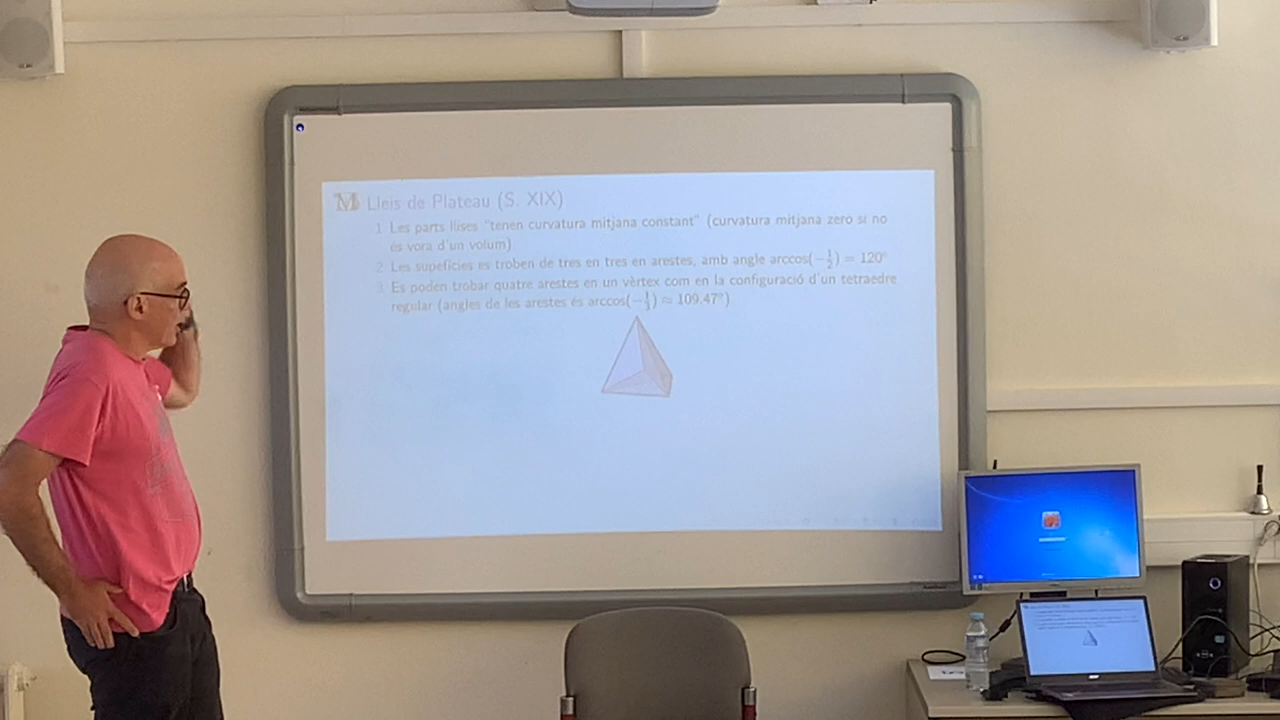 Lleis de Plateau (S. XIX)
1 Les parts llises "tenen curvatura mitjana constant" (curvatura mitjana zero si no
és vora d'un volum)
2 Les supefícies es troben de tres en tres en arestes, amb angle arccos(−1/2) = 120°
3 Es poden trobar quatre arestes en un vèrtex com en la configuració d'un tetraedre
regular (angles de les arestes és arccos(−1/3) ≈ 109.47°)